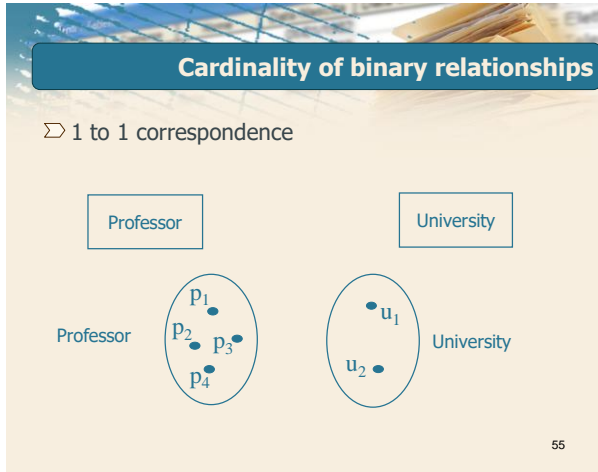 Cardinality of binary relationships
1 to 1 correspondence
Professor
University
p1
p2
p3
p4
Professor
u1
u2
University
55